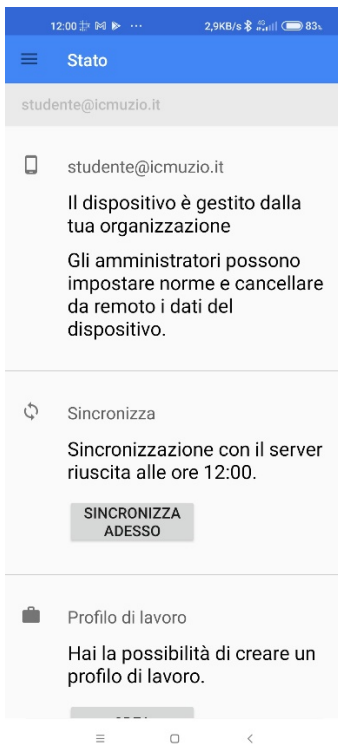 12:00 ... 2,9KB/s 83%
Stato
studente@icmuzio.it
studente@icmuzio.it
Il dispositivo è gestito dalla
tua organizzazione
Gli amministratori possono
impostare norme e cancellare
da remoto i dati del
dispositivo.
Sincronizza
Sincronizzazione con il server
riuscita alle ore 12:00.
SINCRONIZZA
ADESSO
Profilo di lavoro
Hai la possibilità di creare un
profilo di lavoro.